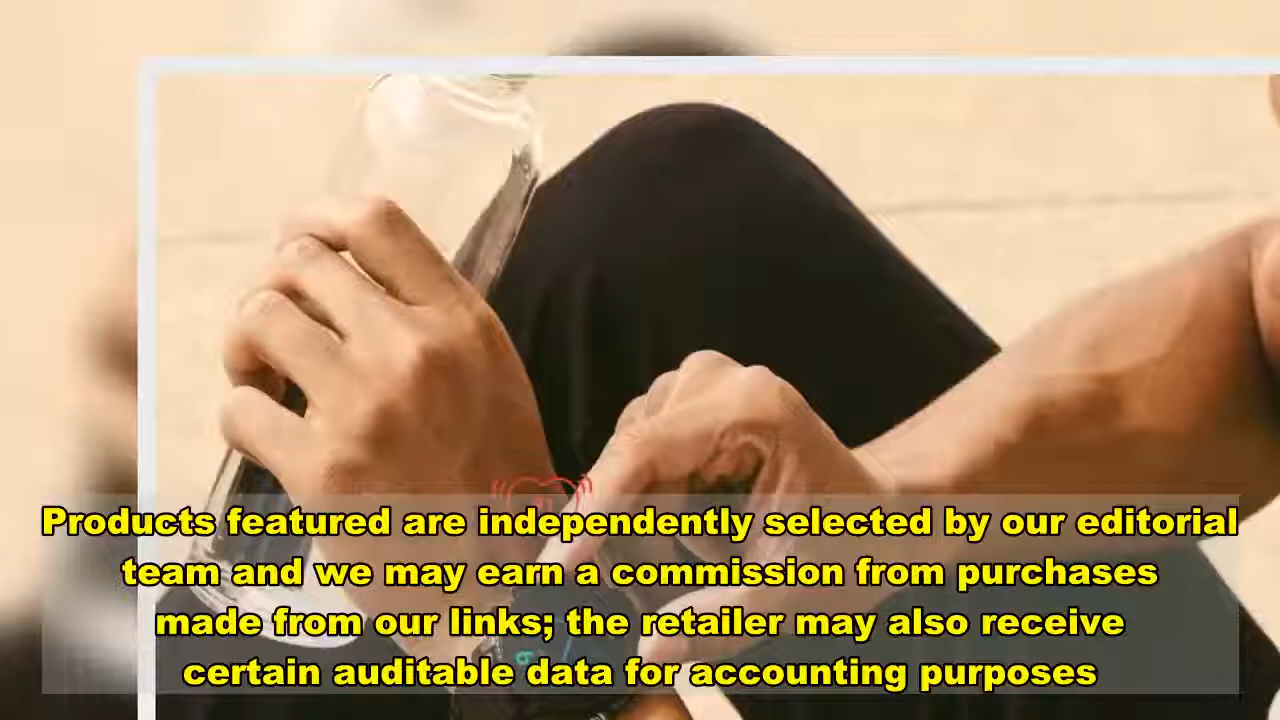 Products featured are independently selected by our editorial
team and we may earn a commission from purchases
made from our links; the retailer may also receive
certain auditable data for accounting purposes